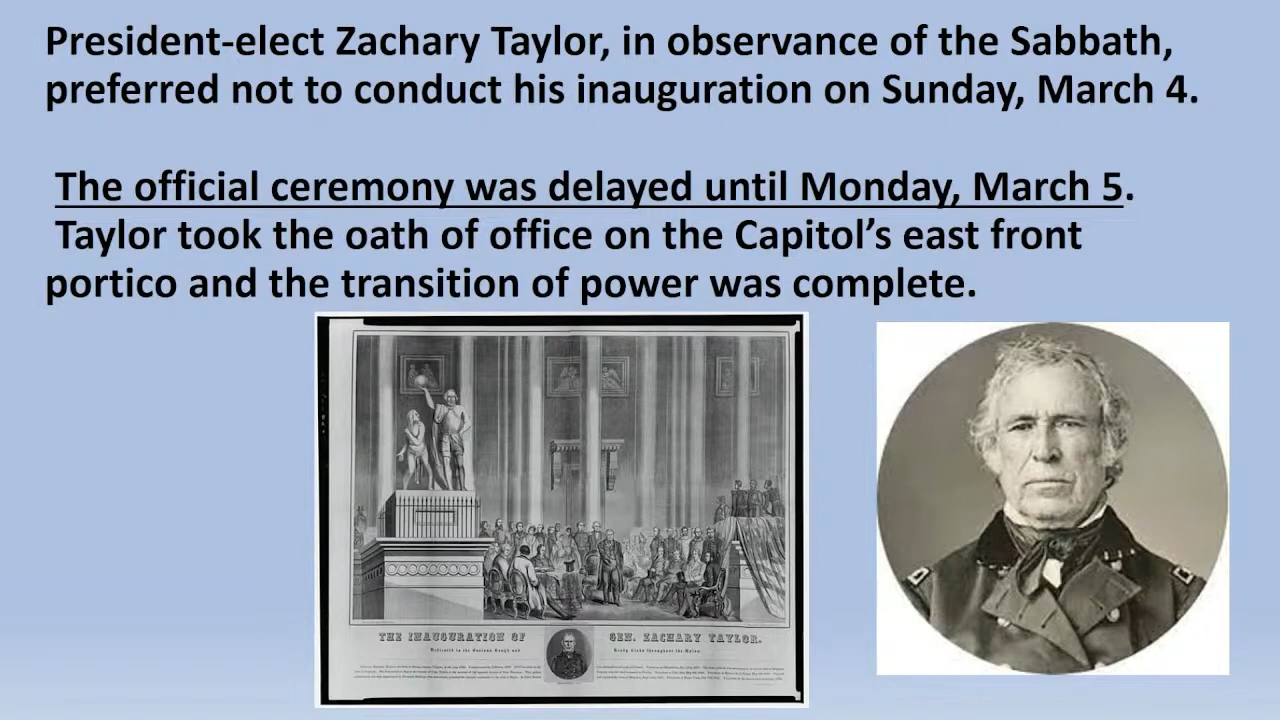 President-elect Zachary Taylor, in observance of the Sabbath,
preferred not to conduct his inauguration on Sunday, March 4.
The official ceremony was delayed until Monday, March 5.
Taylor took the oath of office on the Capitol’s east front
portico and the transition of power was complete.
THE INAUGURATION OF GEN. ZACHARY TAYLOR.